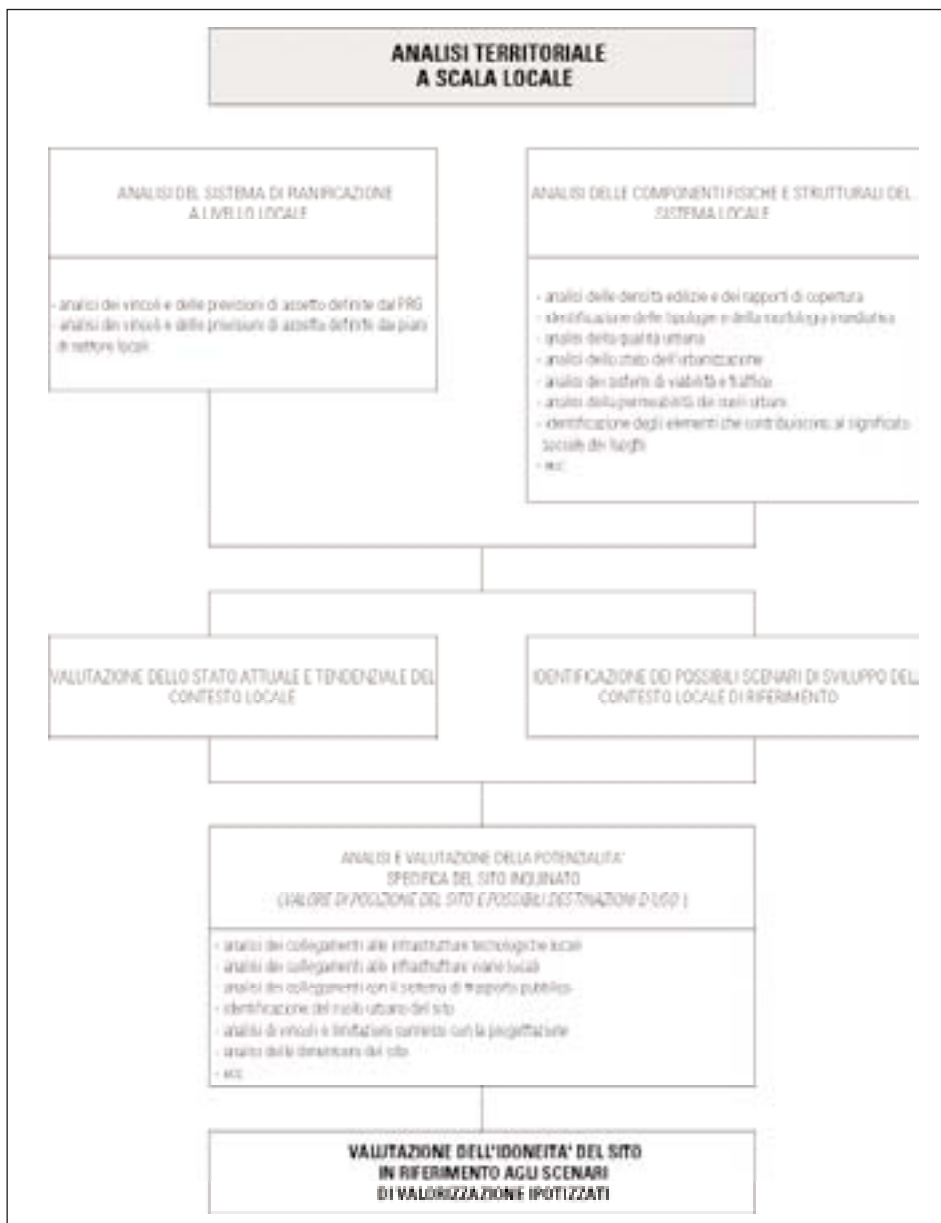 ANALISI TERRITORIALE
A SCALA LOCALE
ANALISI DEL SISTEMA DI PIANIFICAZIONE
A LIVELLO LOCALE
- analisi dei vincoli e delle previsioni di assetto definite dal PRG
- analisi dei vincoli e delle previsioni di assetto definite dai piani
di settore locali
ANALISI DELLE COMPONENTI FISICHE E STRUTTURALI DEL
SISTEMA LOCALE
- analisi delle densità edilizie e dei rapporti di copertura
- identificazione delle tipologie e della morfologia insediativa
- analisi della qualità urbana
- analisi dello stato dell'urbanizzazione
- analisi dei sistemi di viabilità e traffico
- analisi della permeabilità dei suoli urbani
- identificazione degli elementi che contribuiscono al significato
sociale dei luoghi
- ecc
VALUTAZIONE DELLO STATO ATTUALE E TENDENZIALE DEL
CONTESTO LOCALE
IDENTIFICAZIONE DEI POSSIBILI SCENARI DI SVILUPPO DEL
CONTESTO LOCALE DI RIFERIMENTO
ANALISI E VALUTAZIONE DELLA POTENZIALITA'
SPECIFICA DEL SITO INQUINATO
(VALORE DI POSIZIONE DEL SITO E POSSIBILI DESTINAZIONI D'USO )
- analisi dei collegamenti alle infrastrutture tecnologiche locali
- analisi dei collegamenti alle infrastrutture viarie locali
- analisi dei collegamenti con il sistema di trasporto pubblico
- identificazione del ruolo urbano del sito
- analisi di vincoli e limitazioni connessi con la progettazione
- analisi della dimensione del sito
- ecc
VALUTAZIONE DELL'IDONEITA' DEL SITO
IN RIFERIMENTO AGLI SCENARI
DI VALORIZZAZIONE IPOTIZZATI